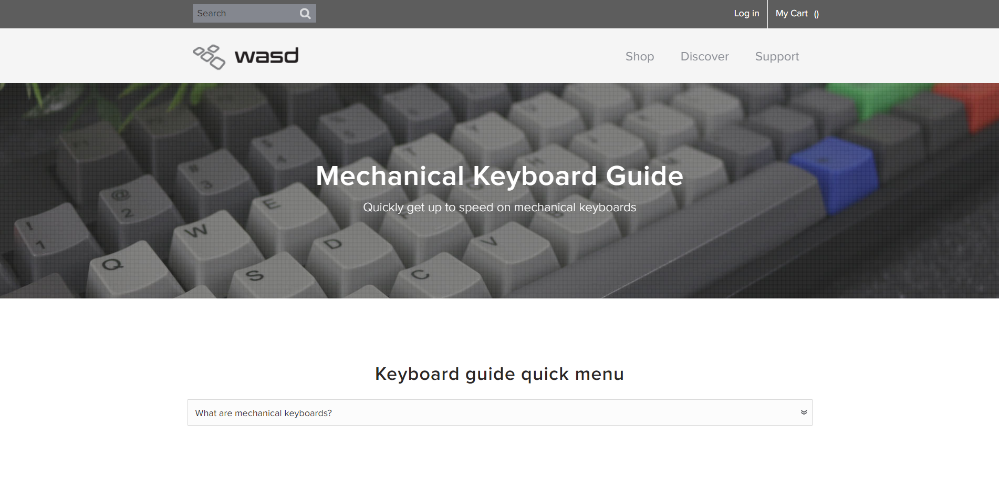 Search
Log in
My Cart ()
wasd
Shop
Discover
Support
Mechanical Keyboard Guide
Quickly get up to speed on mechanical keyboards
!
1
@
2
#
3
$
4
Q
W
E
T
Y
S
D
H
C
V
B
Keyboard guide quick menu
What are mechanical keyboards?